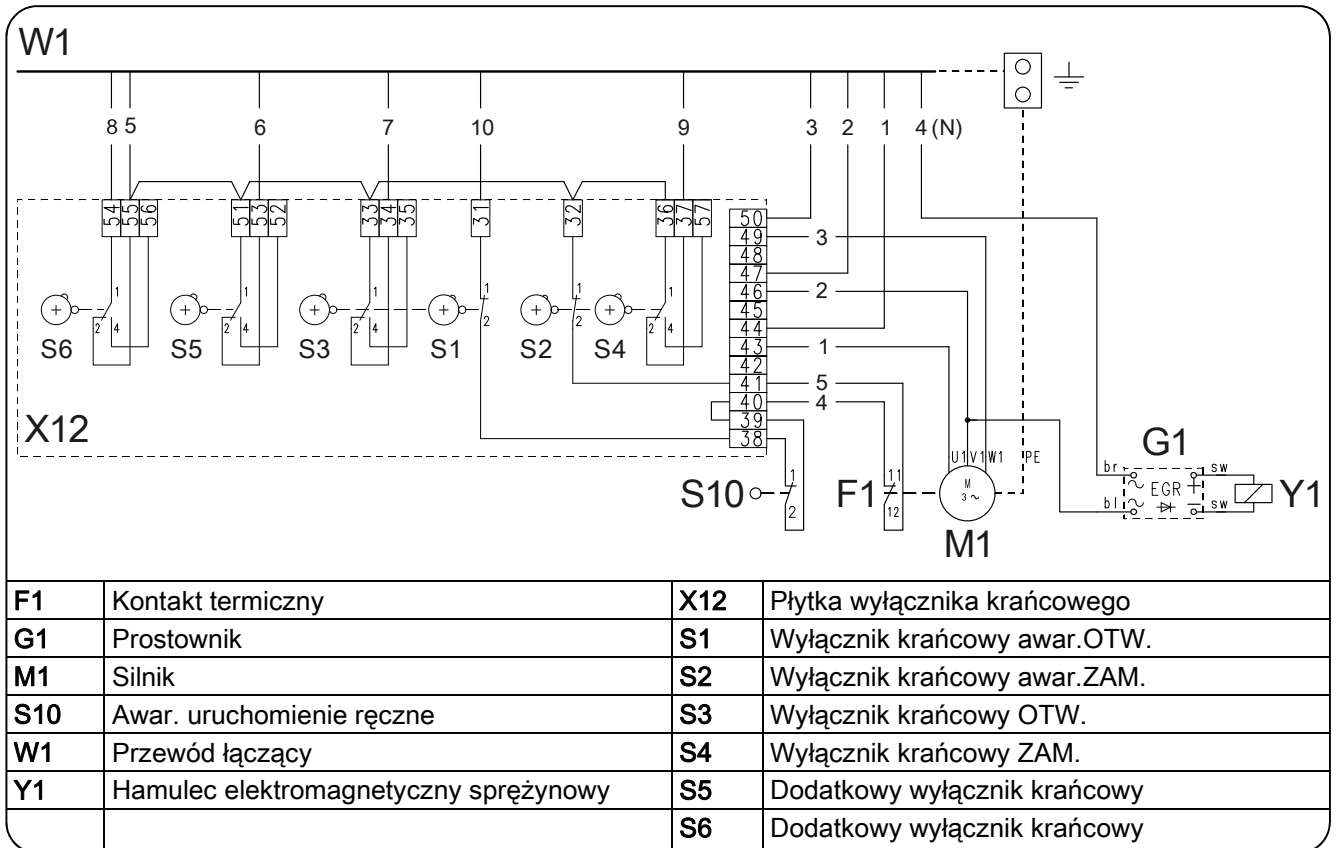 W1
8 5 6 7 10 9 3 2 1 4 (N)
54 55 56 51 53 52 33 34 35 31 32 36 37 57
50
49 3
48
47
46 2
45
44
43 1
42
41 5
40 4
39
38
1 1 1 1 1 1
2 4 2 4 2 4 2 2 2 4
S6 S5 S3 S1 S2 S4
X12
U1 V1 W1 PE
G1
br sw
EGR
bl sw
Y1
S10 1 2
F1 11 12
M 3 ~
M1
F1 Kontakt termiczny X12 Płytka wyłącznika krańcowego
G1 Prostownik S1 Wyłącznik krańcowy awar.OTW.
M1 Silnik S2 Wyłącznik krańcowy awar.ZAM.
S10 Awar. uruchomienie ręczne S3 Wyłącznik krańcowy OTW.
W1 Przewód łączący S4 Wyłącznik krańcowy ZAM.
Y1 Hamulec elektromagnetyczny sprężynowy S5 Dodatkowy wyłącznik krańcowy
S6 Dodatkowy wyłącznik krańcowy